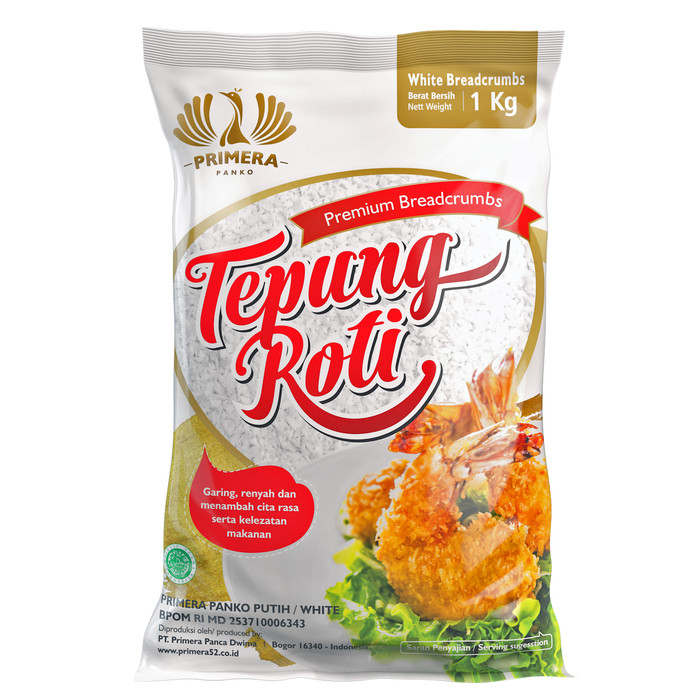 White Breadcrumbs
Berat Bersih
Nett Weight
1 Kg
PRIMERA
PANKO
Premium Breadcrumbs
Tepung
Roti
Garing, renyah dan
menambah cita rasa
serta kelezatan
makanan
PRIMERA PANKO PUTIH / WHITE
BPOM RI MD 253710006343
Diproduksi oleh/ produced by:
PT. Primera Panca Dwima | Bogor 16340 - Indonesia
www.primera52.co.id
Saran Penyajian / Serving sugesstion